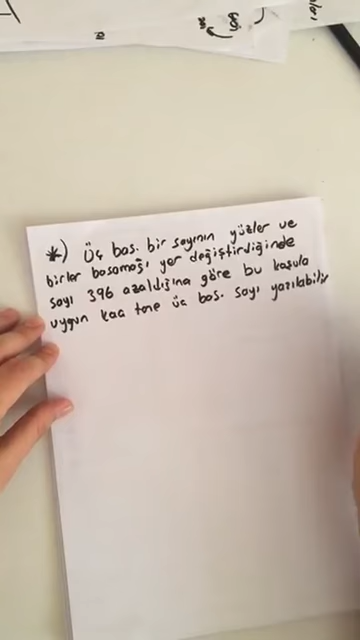 *) Üç bas. bir sayının yüzler ve
birler basamağı yer değiştirdiğinde
sayı 396 azaldığına göre bu koşula
uygun kaç tane üç bas. sayı yazılabilir